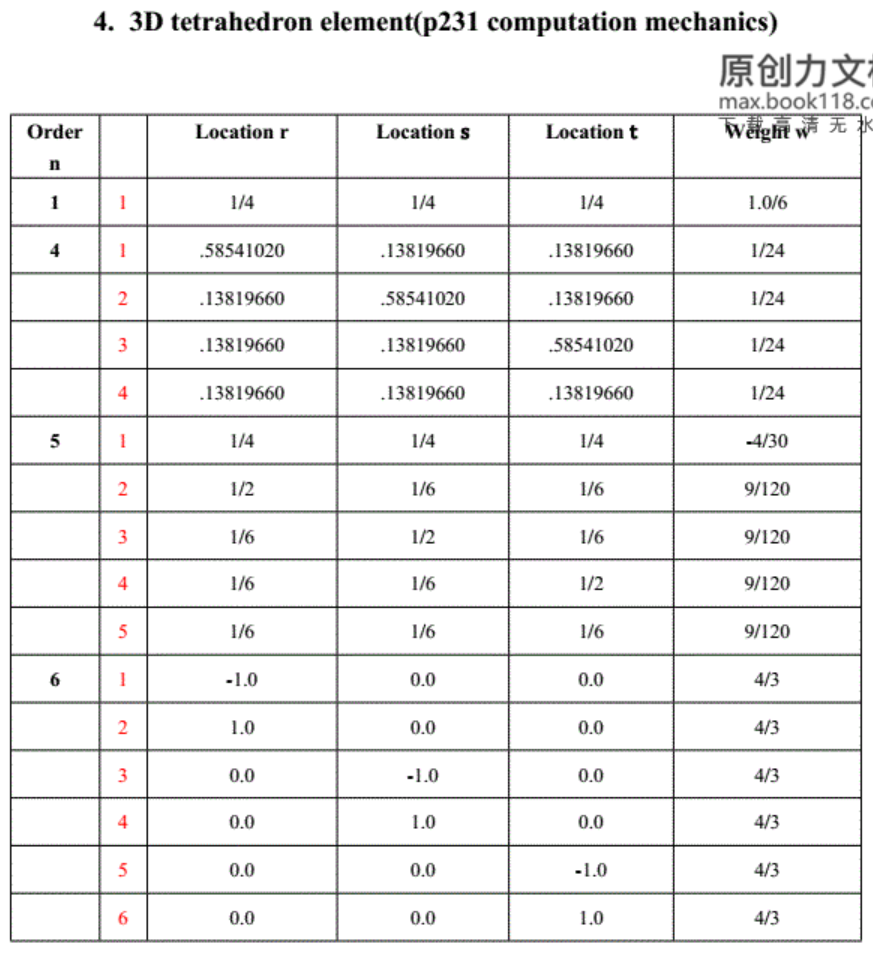 4. 3D tetrahedron element(p231 computation mechanics)
原创力文档
max.book118.co
下载高清无水
Order n Location r Location s Location t Weight w
1 1 1/4 1/4 1/4 1.0/6
4 1 .58541020 .13819660 .13819660 1/24
2 .13819660 .58541020 .13819660 1/24
3 .13819660 .13819660 .58541020 1/24
4 .13819660 .13819660 .13819660 1/24
5 1 1/4 1/4 1/4 -4/30
2 1/2 1/6 1/6 9/120
3 1/6 1/2 1/6 9/120
4 1/6 1/6 1/2 9/120
5 1/6 1/6 1/6 9/120
6 1 -1.0 0.0 0.0 4/3
2 1.0 0.0 0.0 4/3
3 0.0 -1.0 0.0 4/3
4 0.0 1.0 0.0 4/3
5 0.0 0.0 -1.0 4/3
6 0.0 0.0 1.0 4/3